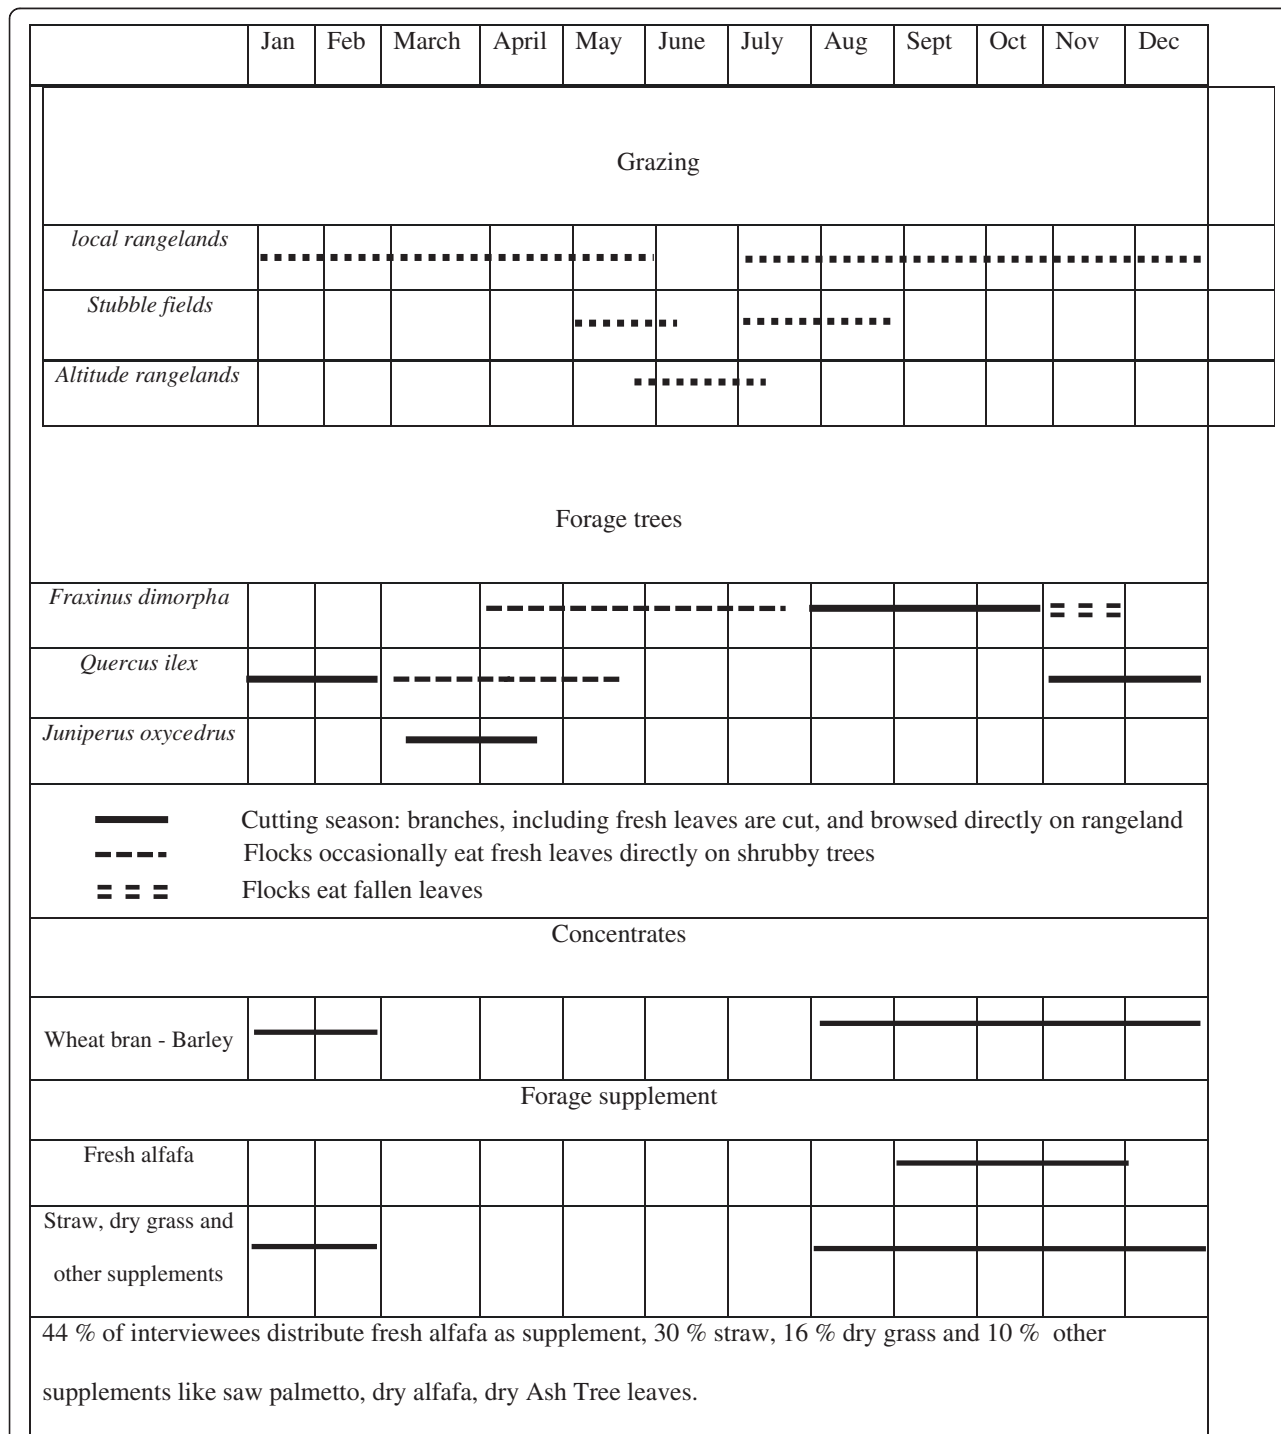 Jan Feb March April May June July Aug Sept Oct Nov Dec
Grazing
local rangelands
Stubble fields
Altitude rangelands
Forage trees
Fraxinus dimorpha
Quercus ilex
Juniperus oxycedrus
Cutting season: branches, including fresh leaves are cut, and browsed directly on rangeland
Flocks occasionally eat fresh leaves directly on shrubby trees
Flocks eat fallen leaves
Concentrates
Wheat bran - Barley
Forage supplement
Fresh alfafa
Straw, dry grass and
other supplements
44 % of interviewees distribute fresh alfafa as supplement, 30 % straw, 16 % dry grass and 10 % other
supplements like saw palmetto, dry alfafa, dry Ash Tree leaves.